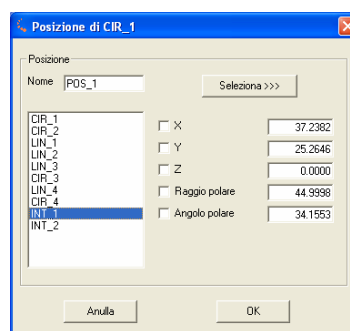 Posizione di CIR_1
Posizione
Nome POS_1
Seleziona >>>
CIR_1
CIR_2
LIN_1
LIN_2
LIN_3
CIR_3
LIN_4
CIR_4
INT_1
INT_2
X 37.2382
Y 25.2646
Z 0.0000
Raggio polare 44.9998
Angolo polare 34.1553
Annulla
OK